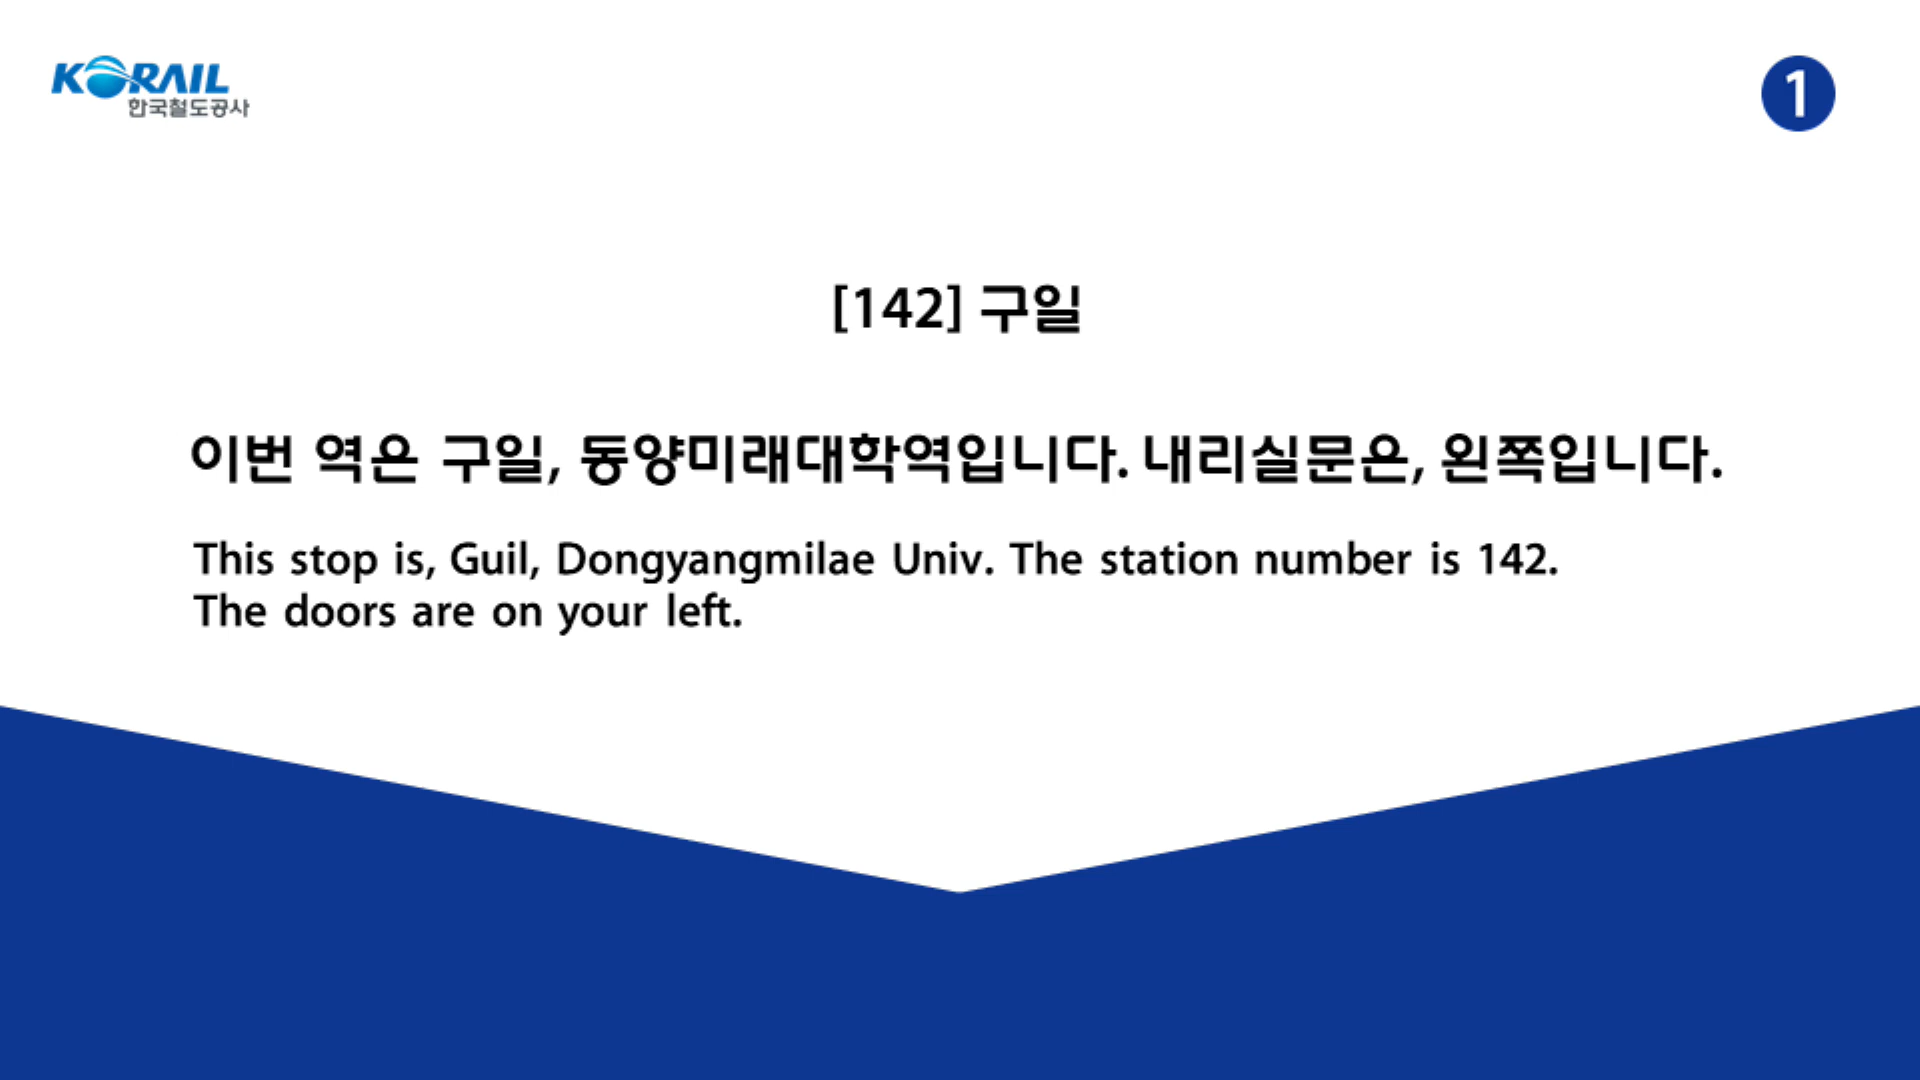 KORAIL
한국철도공사
1
[142] 구일
이번 역은 구일, 동양미래대학역입니다. 내리실문은, 왼쪽입니다.
This stop is, Guil, Dongyangmilae Univ. The station number is 142.
The doors are on your left.